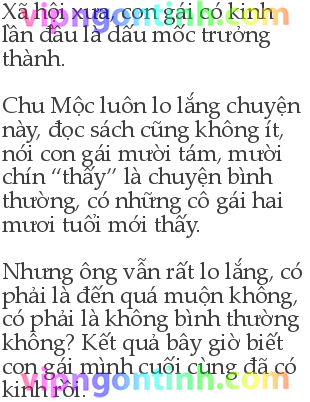 Xã hội xưa, con gái có kinh
lần đầu là dấu mốc trưởng
thành.
Chu Mộc luôn lo lắng chuyện
này, đọc sách cũng không ít,
nói con gái mười tám, mười
chín “thấy” là chuyện bình
thường, có những cô gái hai
mươi tuổi mới thấy.
Nhưng ông vẫn rất lo lắng, có
phải là đến quá muộn không,
có phải là không bình thường
không? Kết quả bây giờ biết
con gái mình cuối cùng đã có
kinh rồi.
vipngontinh.com
vipngontinh.com